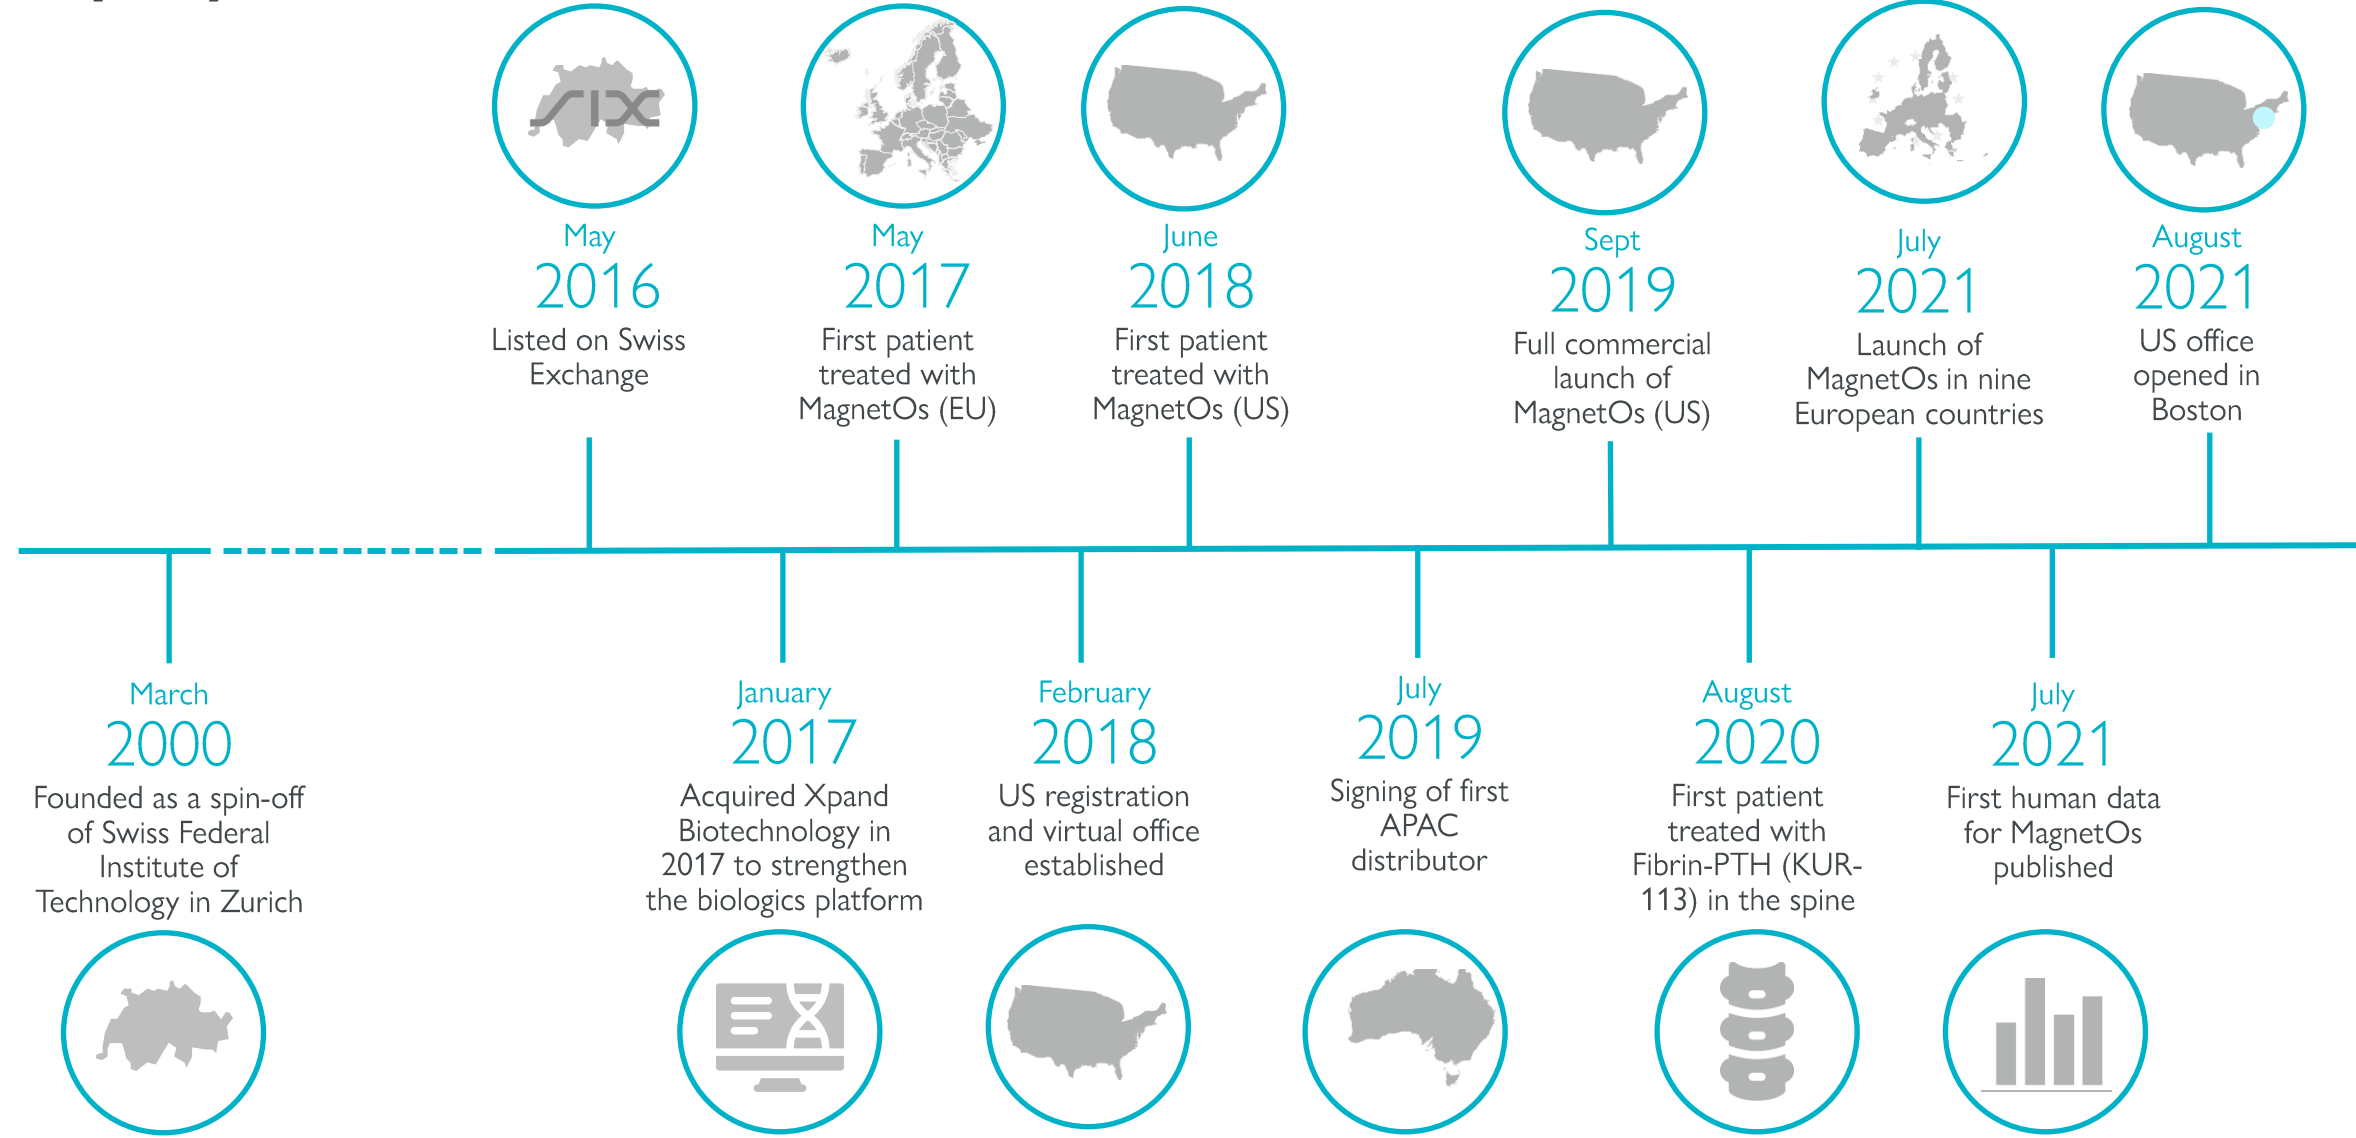 SIX
May
2016
Listed on Swiss
Exchange
May
2017
First patient
treated with
MagnetOs (EU)
June
2018
First patient
treated with
MagnetOs (US)
Sept
2019
Full commercial
launch of
MagnetOs (US)
July
2021
Launch of
MagnetOs in nine
European countries
August
2021
US office
opened in
Boston
March
2000
Founded as a spin-off
of Swiss Federal
Institute of
Technology in Zurich
January
2017
Acquired Xpand
Biotechnology in
2017 to strengthen
the biologics platform
February
2018
US registration
and virtual office
established
July
2019
Signing of first
APAC
distributor
August
2020
First patient
treated with
Fibrin-PTH (KUR-
113) in the spine
July
2021
First human data
for MagnetOs
published